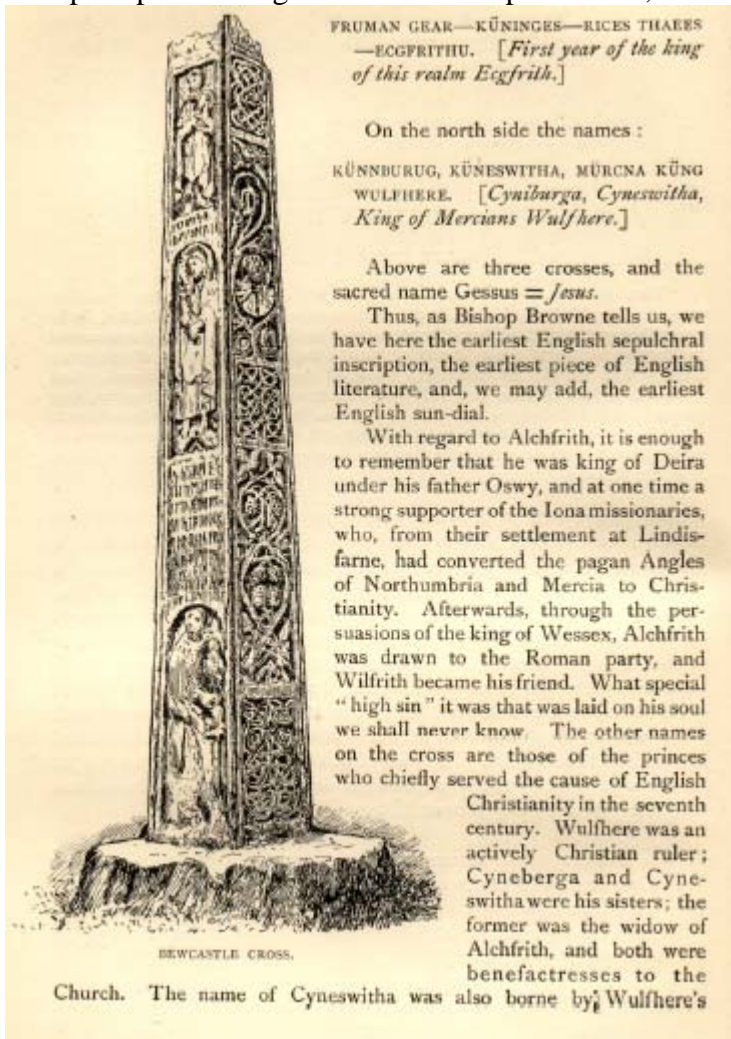 FRUMAN GEAR—KÜNINGES—RICES THAEES
—ECGFRITHU. [First year of the king
of this realm Ecgfrith.]
On the north side the names :
KÜNNBURUG, KÜNESWITHA, MÜRCNA KÜNG
WULFHERE. [Cyniburga, Cyneswitha,
King of Mercians Wulfhere.]
Above are three crosses, and the
sacred name Gessus = Jesus.
Thus, as Bishop Browne tells us, we
have here the earliest English sepulchral
inscription, the earliest piece of English
literature, and, we may add, the earliest
English sun-dial.
With regard to Alchfrith, it is enough
to remember that he was king of Deira
under his father Oswy, and at one time a
strong supporter of the Iona missionaries,
who, from their settlement at Lindis-
farne, had converted the pagan Angles
of Northumbria and Mercia to Chris-
tianity. Afterwards, through the per-
suasions of the king of Wessex, Alchfrith
was drawn to the Roman party, and
Wilfrith became his friend. What special
" high sin " it was that was laid on his soul
we shall never know. The other names
on the cross are those of the princes
who chiefly served the cause of English
Christianity in the seventh
century. Wulfhere was an
actively Christian ruler ;
Cyneberga and Cyne-
switha were his sisters ; the
former was the widow of
Alchfrith, and both were
benefactresses to the
BEWCASTLE CROSS.
Church. The name of Cyneswitha was also borne by Wulfhere's